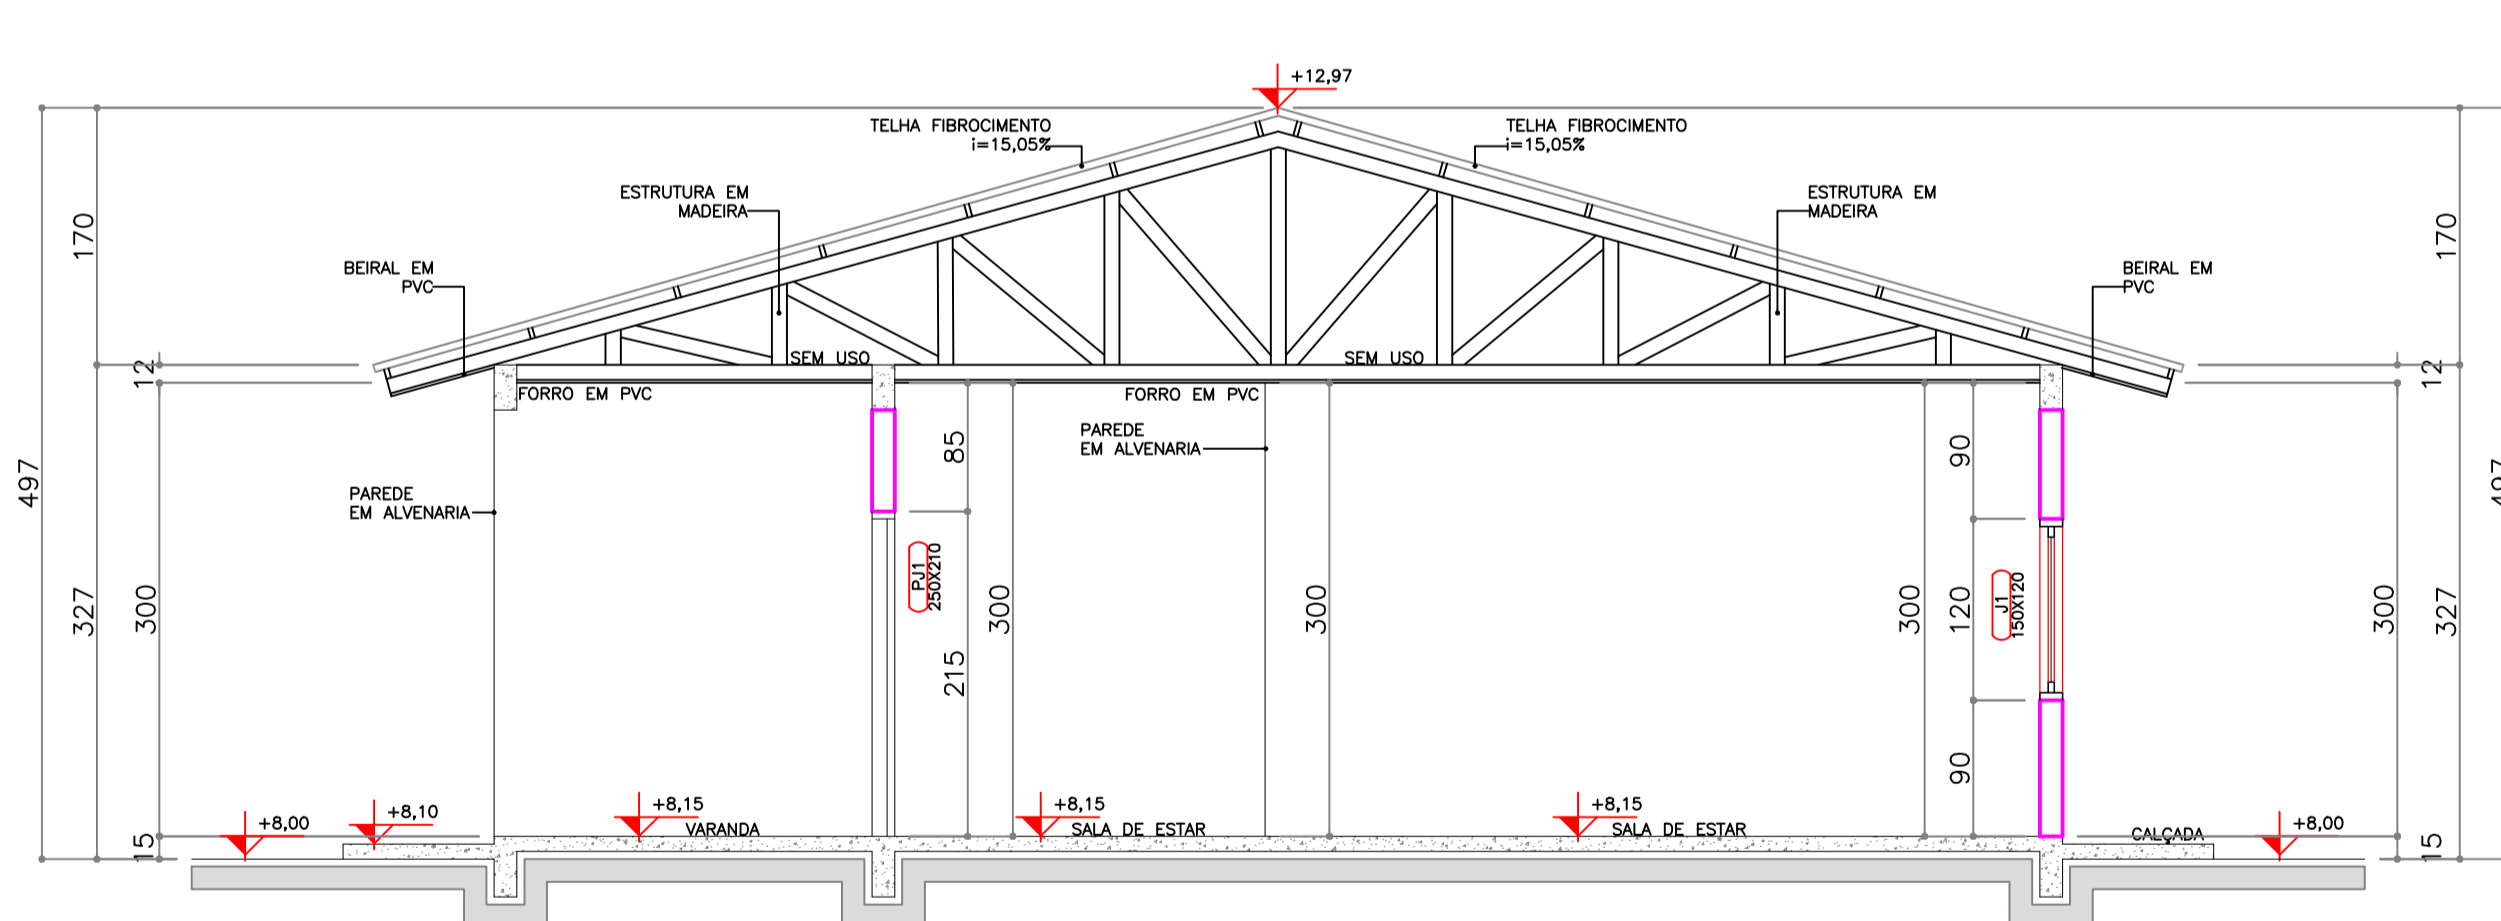 +12,97
TELHA FIBROCIMENTO
i=15,05%
TELHA FIBROCIMENTO
i=15,05%
ESTRUTURA EM
MADEIRA
ESTRUTURA EM
MADEIRA
BEIRAL EM
PVC
BEIRAL EM
PVC
170
170
12
12
SEM USO
SEM USO
FORRO EM PVC
FORRO EM PVC
PAREDE
EM ALVENARIA
PAREDE
EM ALVENARIA
497
327
300
85
215
PJ1
250X210
300
300
300
90
120
90
J1
150X120
300
327
497
+8,00
+8,10
+8,15
VARANDA
+8,15
SALA DE ESTAR
+8,15
SALA DE ESTAR
CALÇADA
+8,00
15
15